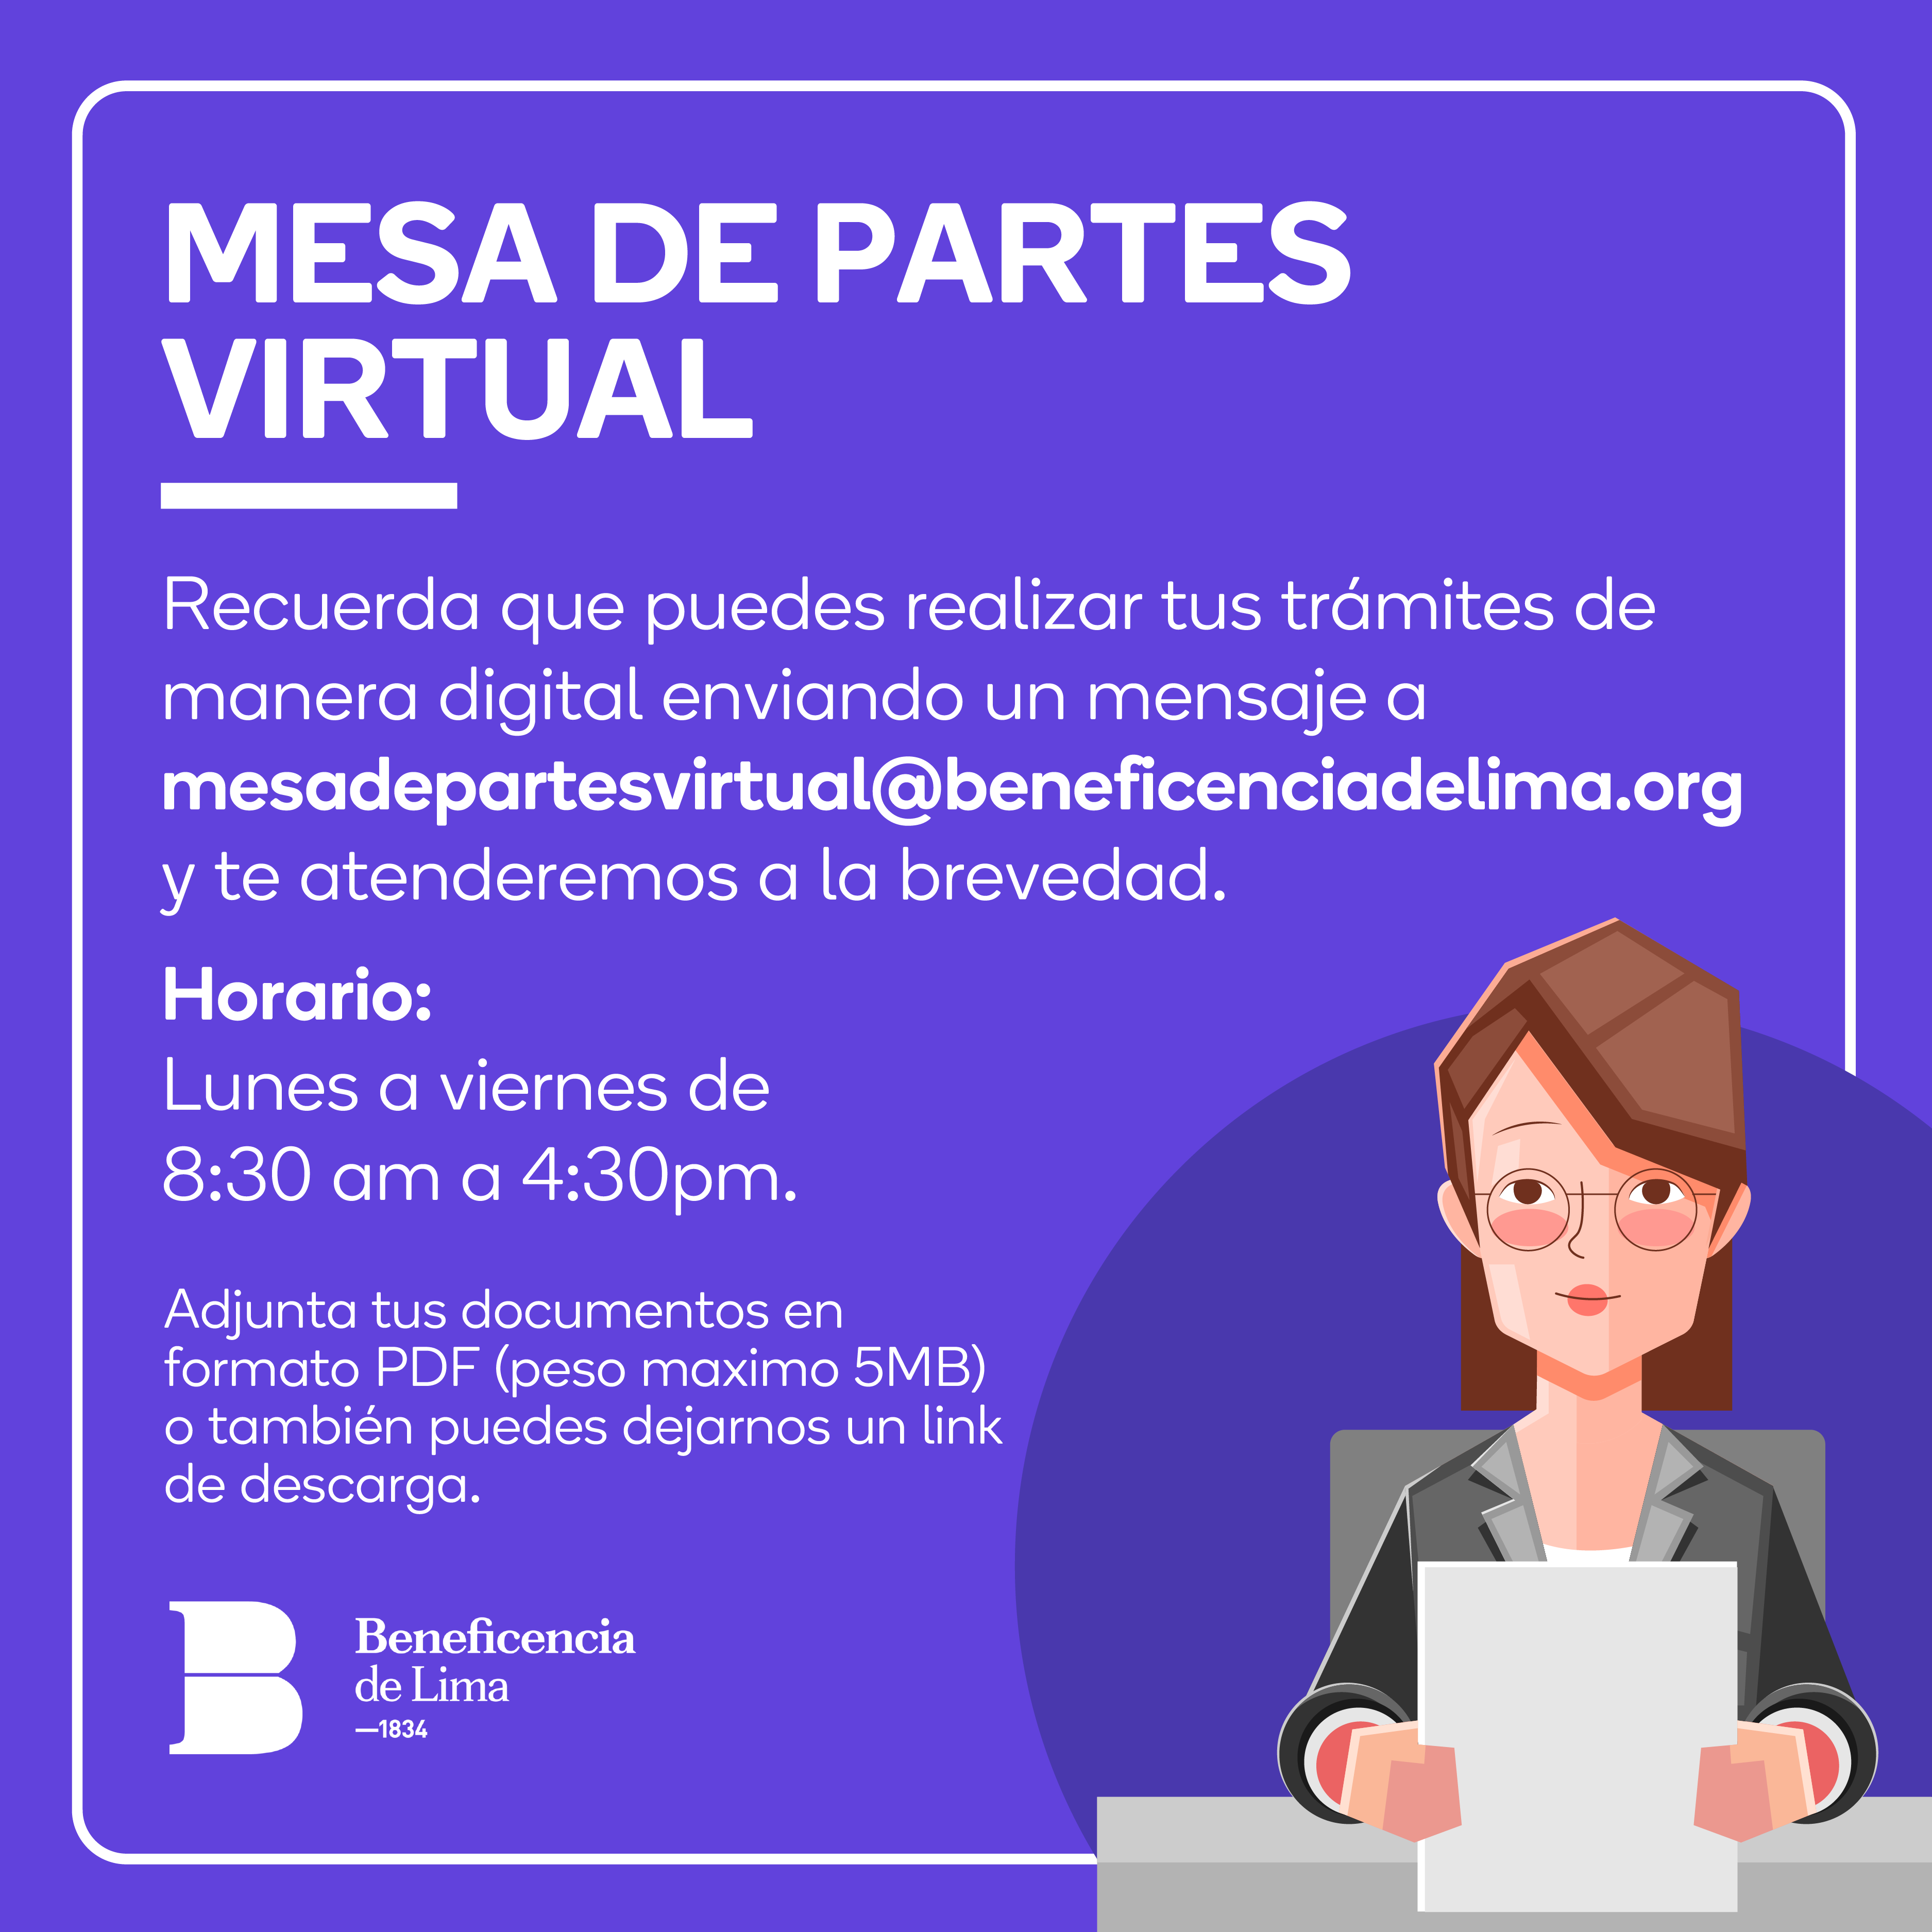 MESA DE PARTES
VIRTUAL
Recuerda que puedes realizar tus trámites de
manera digital enviando un mensaje a
mesadepartesvirtual@beneficenciadelima.org
y te atenderemos a la brevedad.
Horario:
Lunes a viernes de
8:30 am a 4:30pm.
Adjunta tus documentos en
formato PDF (peso maximo 5MB)
o también puedes dejarnos un link
de descarga.
B
Beneficencia
de Lima
—1834